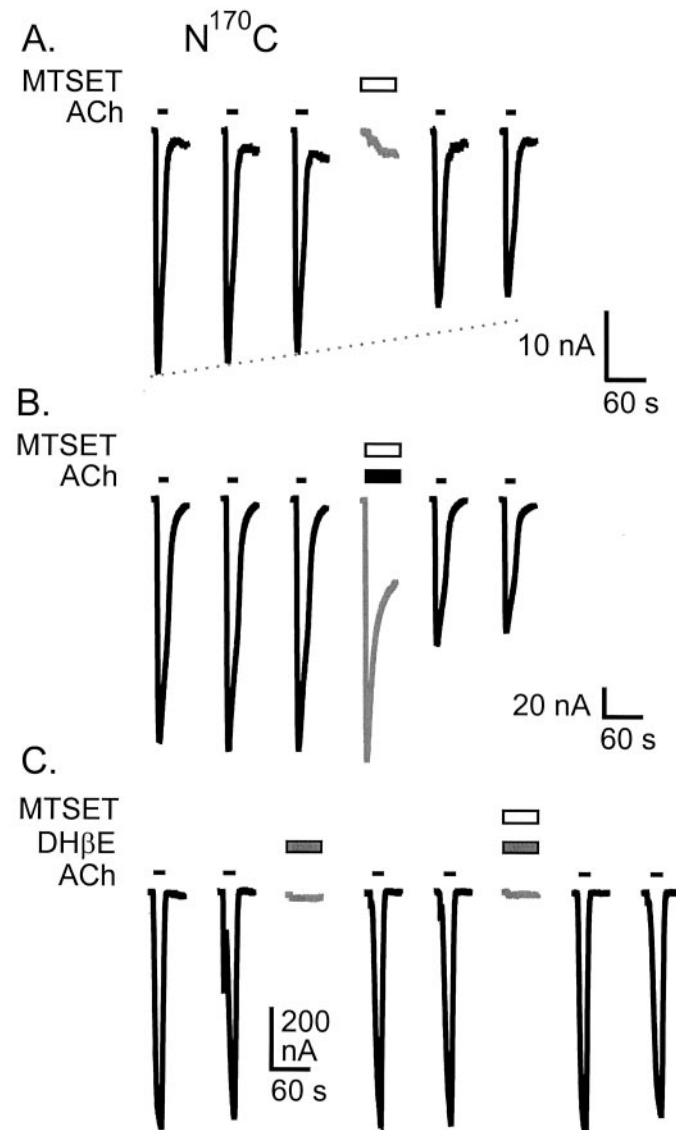 A. N¹⁷⁰C
MTSET
ACh
10 nA
60 s
B.
MTSET
ACh
20 nA
60 s
C.
MTSET
DHβE
ACh
200
nA
60 s